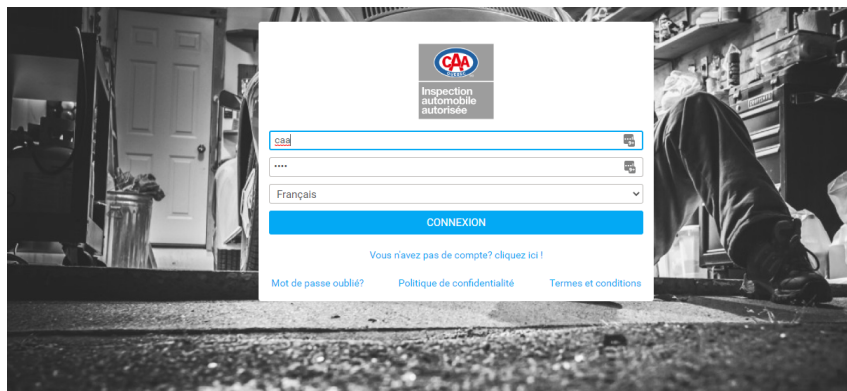 CAA
QUÉBEC
Inspection
automobile
autorisée
caa
••••
Français
CONNEXION
Vous n'avez pas de compte? cliquez ici !
Mot de passe oublié? Politique de confidentialité Termes et conditions